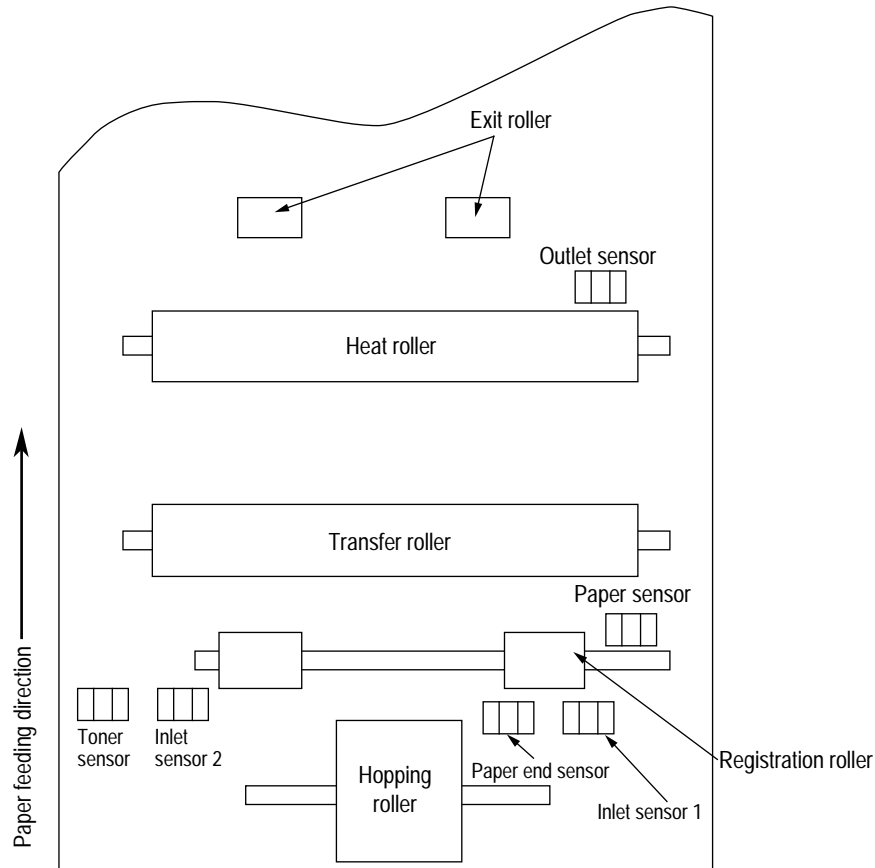 Exit roller
Outlet sensor
Heat roller
Transfer roller
Paper sensor
Toner
sensor
Inlet
sensor 2
Hopping
roller
Paper end sensor
Inlet sensor 1
Registration roller
Paper feeding direction